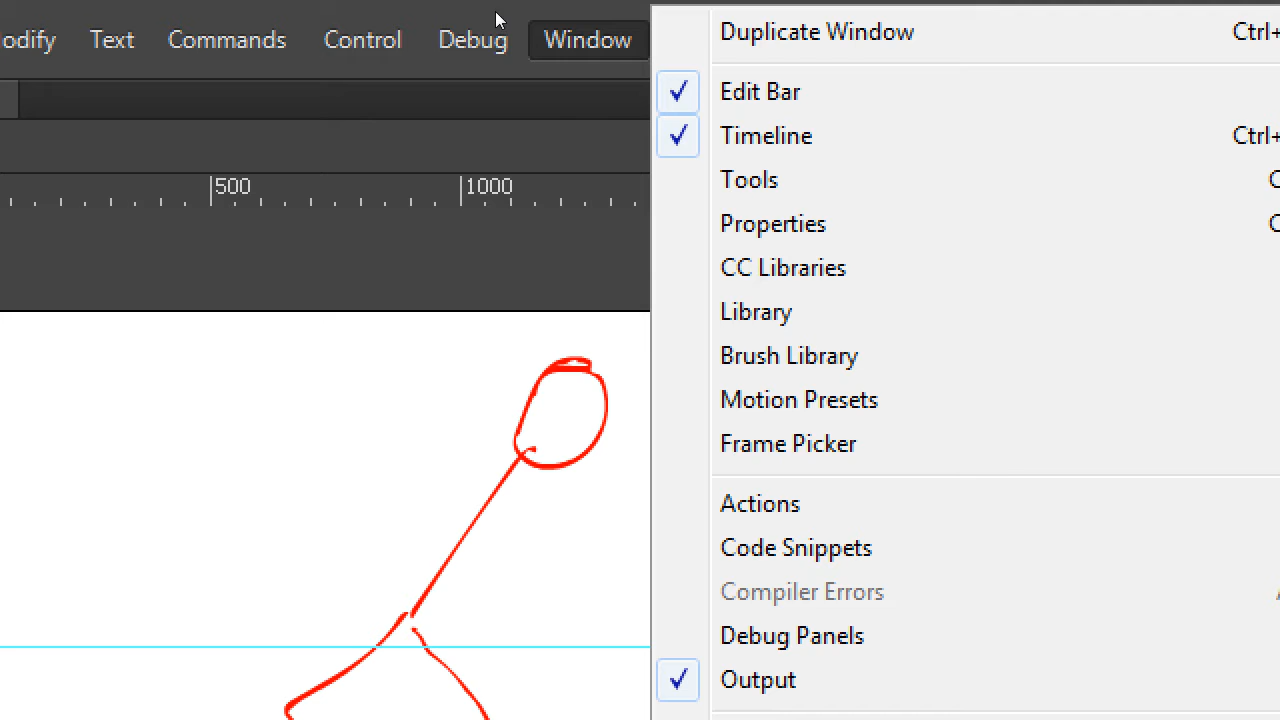 odify Text Commands Control Debug Window
500 1000
Duplicate Window Ctrl+
Edit Bar
Timeline Ctrl+
Tools
Properties
CC Libraries
Library
Brush Library
Motion Presets
Frame Picker
Actions
Code Snippets
Compiler Errors
Debug Panels
Output